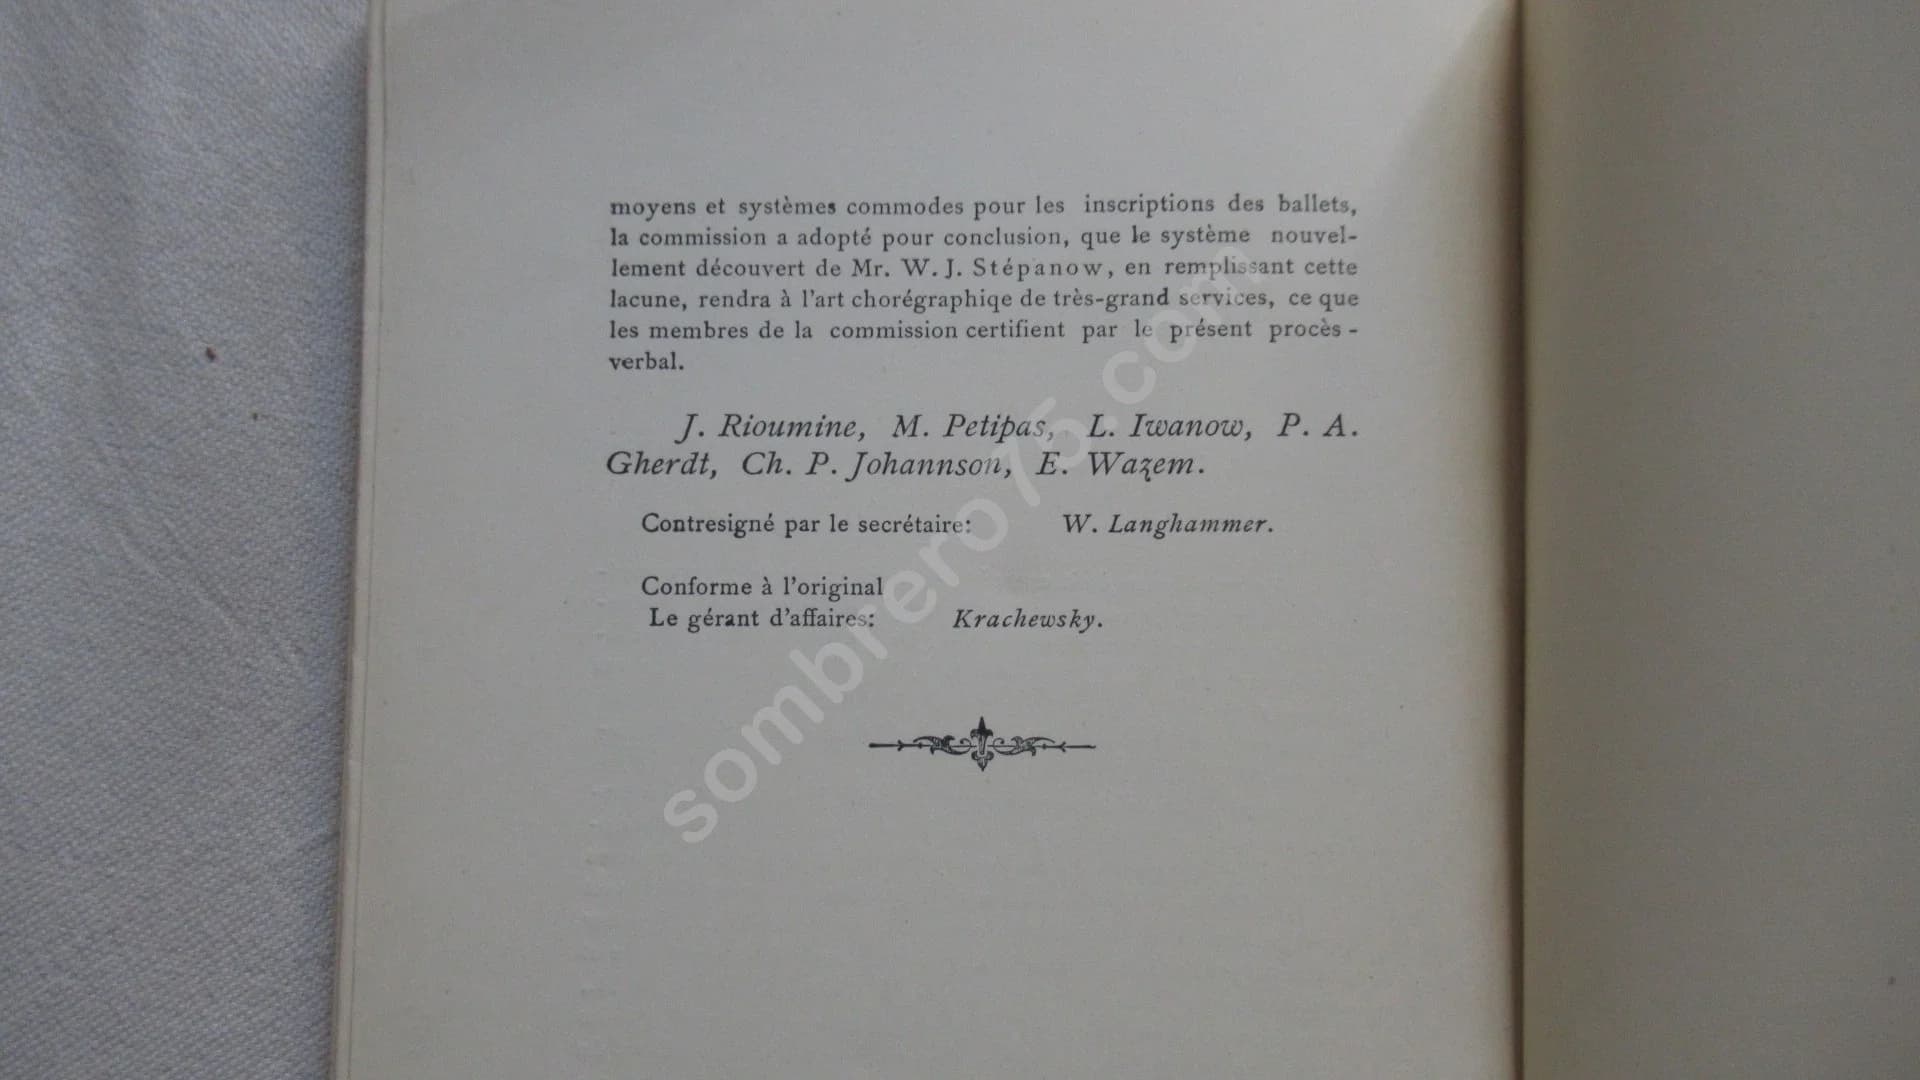 moyens et systèmes commodes pour les inscriptions des ballets,
la commission a adopté pour conclusion, que le système nouvel-
lement découvert de Mr. W. J. Stépanow, en remplissant cette
lacune, rendra à l'art chorégraphiqe de très-grand services, ce que
les membres de la commission certifient par le présent procès-
verbal.
J. Rioumine, M. Petipas, L. Iwanow, P. A.
Gherdt, Ch. P. Johannson, E. Wazem.
Contresigné par le secrétaire: W. Langhammer.
Conforme à l'original
Le gérant d'affaires: Krachewsky.
sombrero75.com